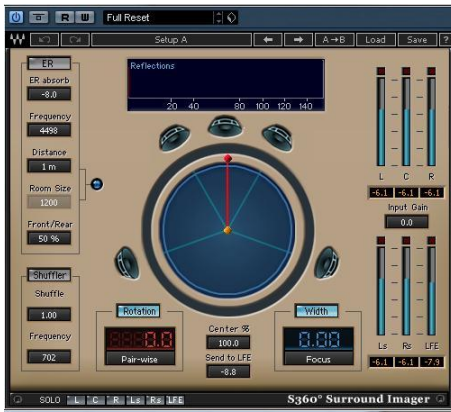 R W Full Reset
Setup A A→B Load Save ?
ER
ER absorb
-8.0
Frequency
4498
Distance
1 m
Room Size
1200
Front/Rear
50 %
Shuffler
Shuffle
1.00
Frequency
702
Reflections
20 40 80 100 120 140
L C R
-6.1 -6.1 -6.1
Input Gain
0.0
Ls Rs LFE
-6.1 -6.1 -7.9
Rotation
0.0
Pair-wise
Center %
100.0
Send to LFE
-8.8
Width
0.00
Focus
SOLO L C R Ls Rs LFE
S360° Surround Imager